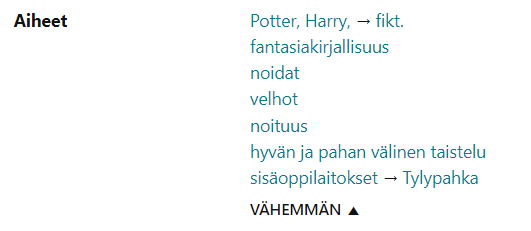 Aiheet
Potter, Harry, → fikt.
fantasiakirjallisuus
noidat
velhot
noituus
hyvän ja pahan välinen taistelu
sisäoppilaitokset → Tylypahka
VÄHEMMÄN ▲